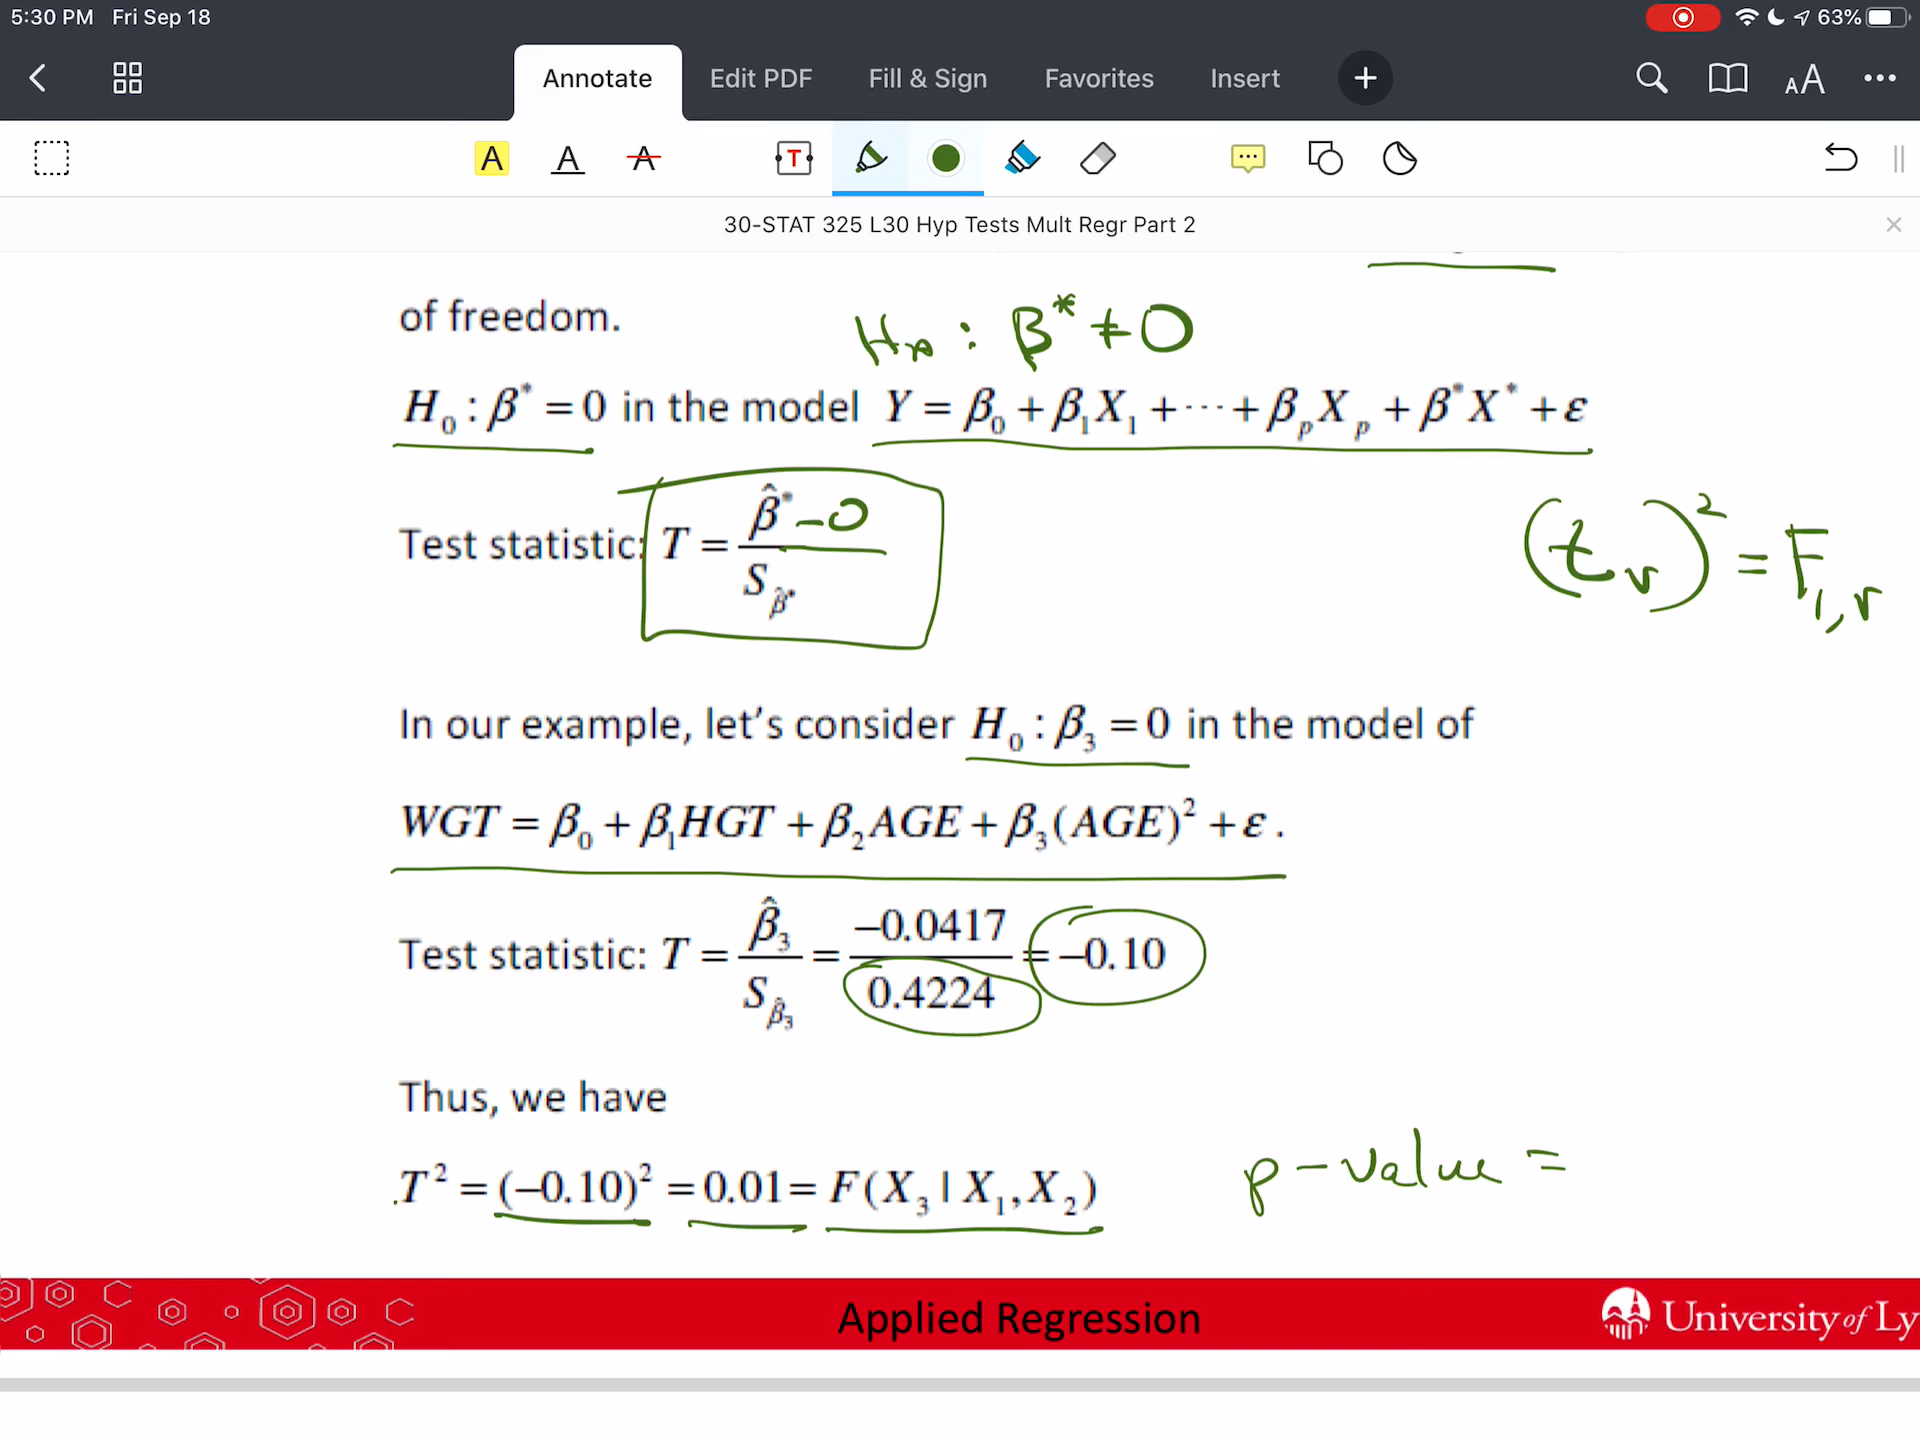 5:30 PM Fri Sep 18 63%
Annotate Edit PDF Fill & Sign Favorites Insert
30-STAT 325 L30 Hyp Tests Mult Regr Part 2
of freedom.
H_A : β* ≠ 0
H₀ : β* = 0 in the model Y = β₀ + β₁X₁ + ··· + βₚXₚ + β*X* + ε
Test statistic: T = (β̂* − 0) / S_β̂*
(t_r)² = F_1,r
In our example, let's consider H₀ : β₃ = 0 in the model of
WGT = β₀ + β₁HGT + β₂AGE + β₃(AGE)² + ε .
Test statistic: T = β̂₃ / S_β̂₃ = −0.0417 / 0.4224 = −0.10
Thus, we have
T² = (−0.10)² = 0.01 = F(X₃ | X₁, X₂)
p-value =
Applied Regression
University of Ly